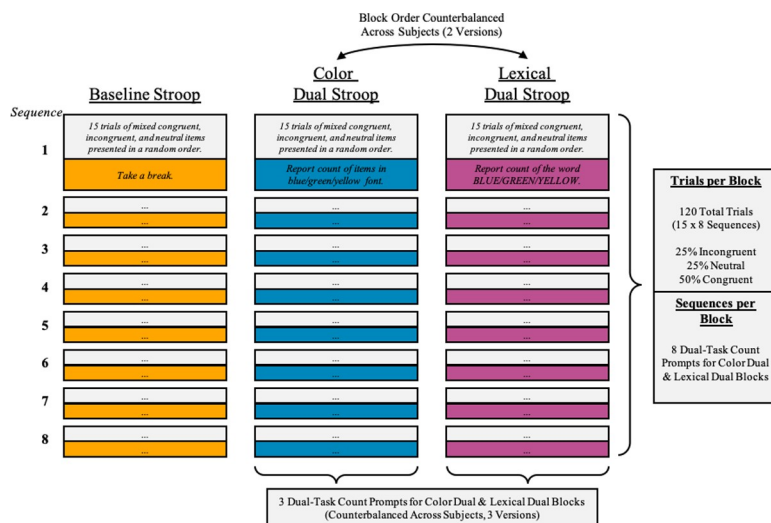 Block Order Counterbalanced
Across Subjects (2 Versions)
Baseline Stroop
Color
Dual Stroop
Lexical
Dual Stroop
Sequence
1
15 trials of mixed congruent,
incongruent, and neutral items
presented in a random order.
15 trials of mixed congruent,
incongruent, and neutral items
presented in a random order.
15 trials of mixed congruent,
incongruent, and neutral items
presented in a random order.
Take a break.
Report count of items in
blue/green/yellow font.
Report count of the word
BLUE/GREEN/YELLOW.
2
... ... ...
... ... ...
3
... ... ...
... ... ...
4
... ... ...
... ... ...
5
... ... ...
... ... ...
6
... ... ...
... ... ...
7
... ... ...
... ... ...
8
... ... ...
... ... ...
Trials per Block
120 Total Trials
(15 x 8 Sequences)
25% Incongruent
25% Neutral
50% Congruent
Sequences per
Block
8 Dual-Task Count
Prompts for Color Dual
& Lexical Dual Blocks
3 Dual-Task Count Prompts for Color Dual & Lexical Dual Blocks
(Counterbalanced Across Subjects, 3 Versions)